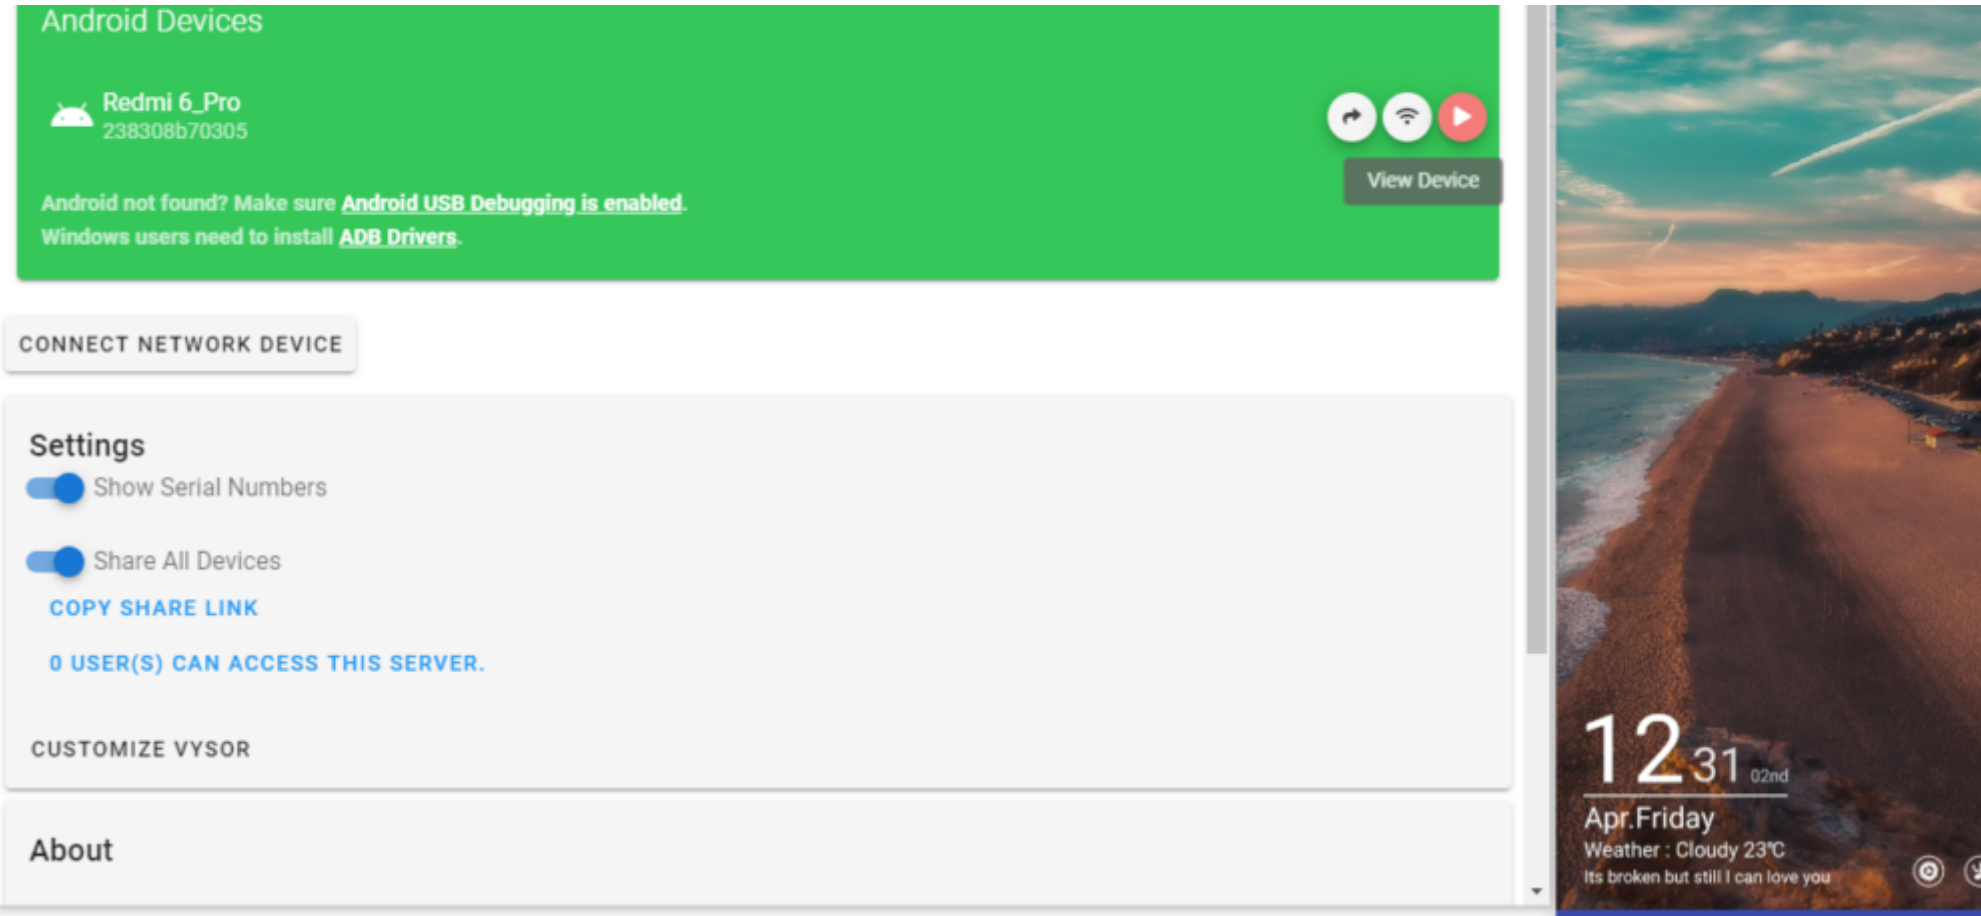 Android Devices
Redmi 6_Pro
238308b70305
View Device
Android not found? Make sure Android USB Debugging is enabled.
Windows users need to install ADB Drivers.
CONNECT NETWORK DEVICE
Settings
Show Serial Numbers
Share All Devices
COPY SHARE LINK
0 USER(S) CAN ACCESS THIS SERVER.
CUSTOMIZE VYSOR
About
12 31 02nd
Apr.Friday
Weather : Cloudy 23℃
Its broken but still I can love you